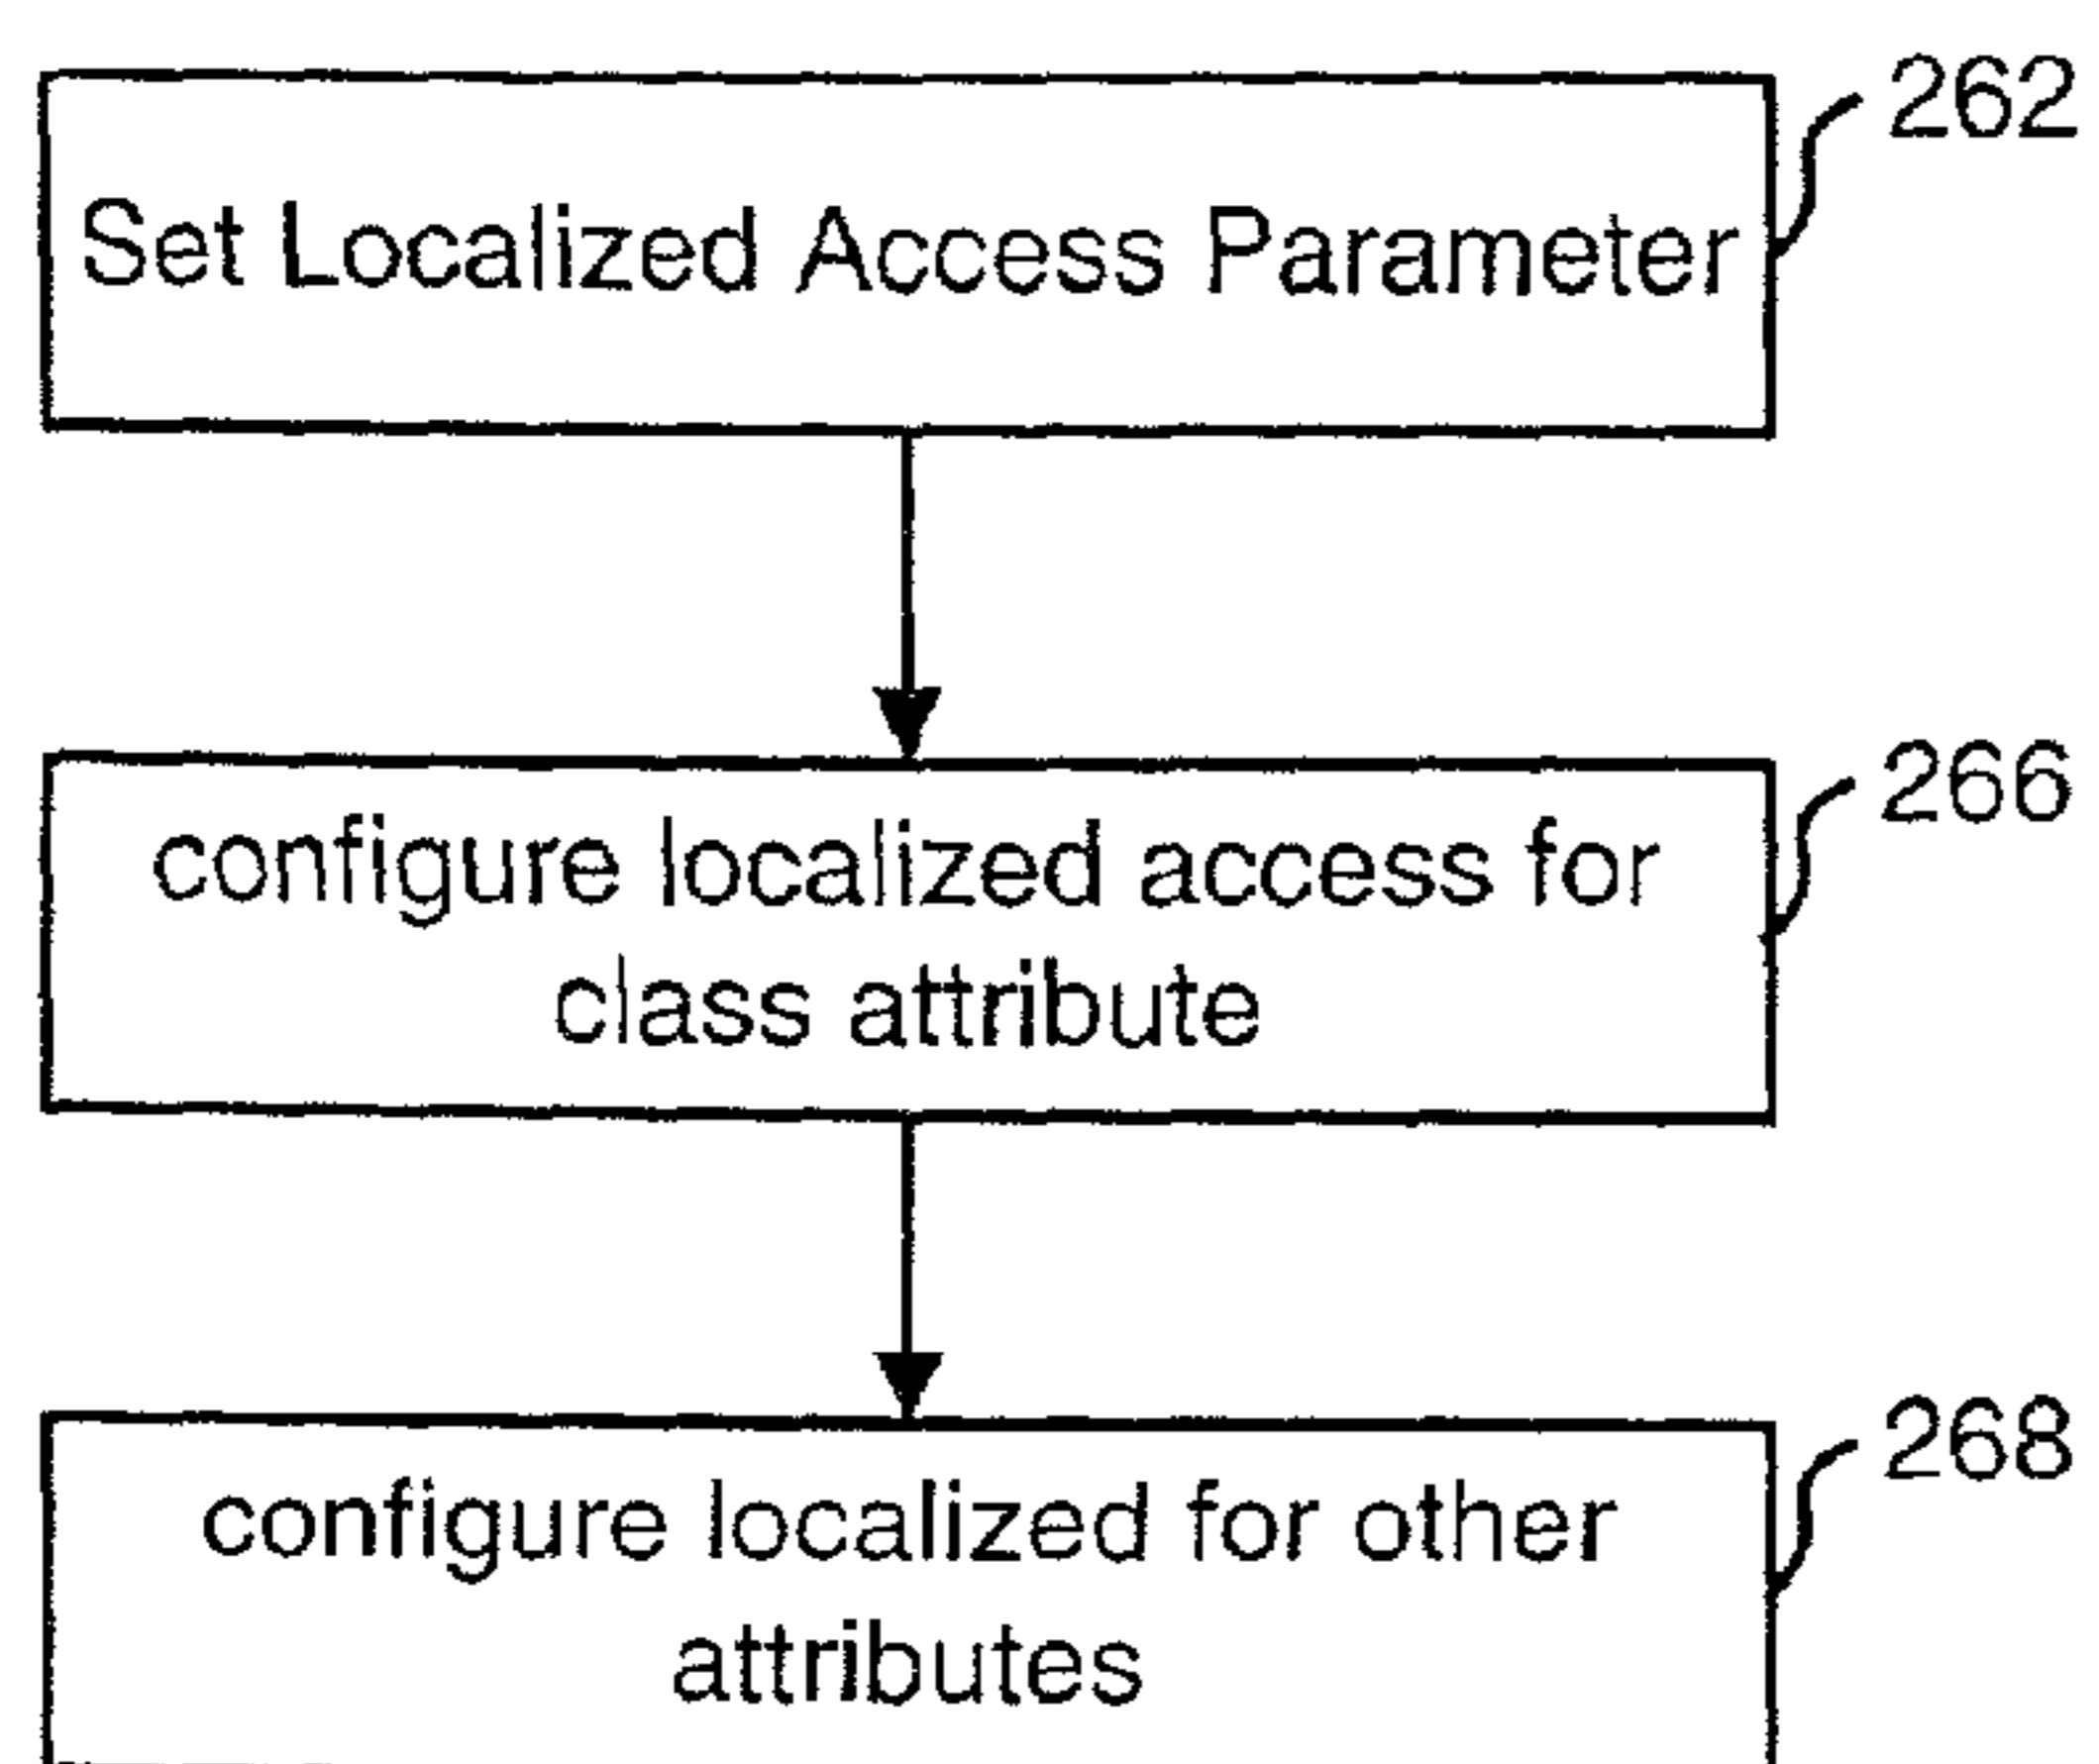 262
Set Localized Access Parameter
266
configure localized access for
class attribute
268
configure localized for other
attributes